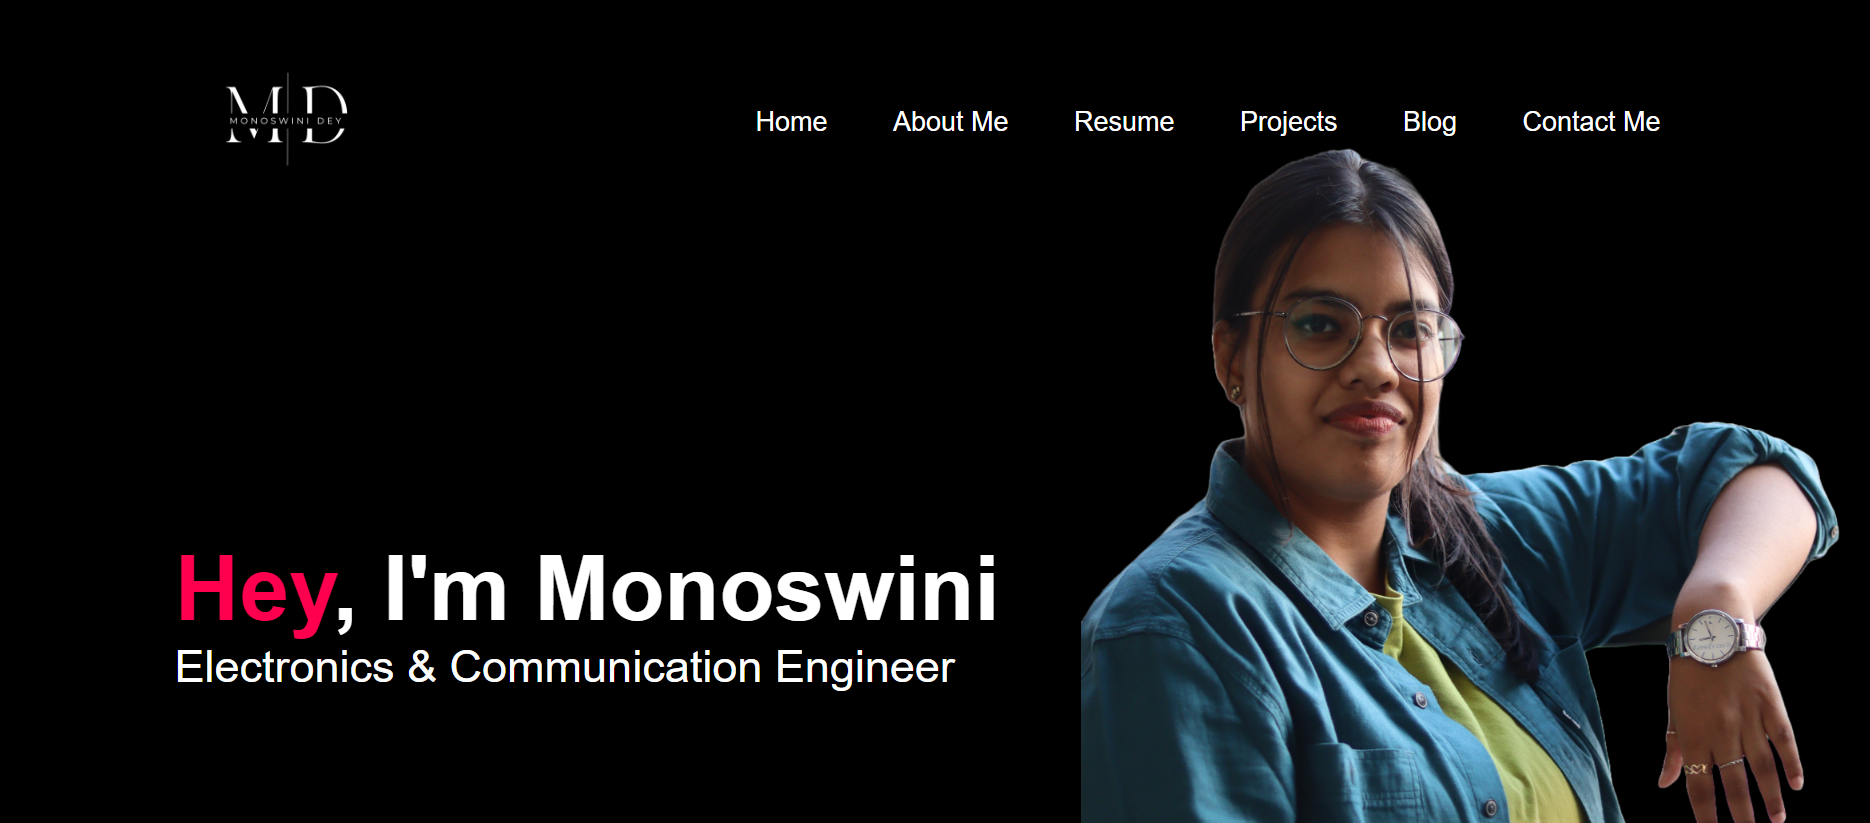 M D
MONOSWINI DEY
Home About Me Resume Projects Blog Contact Me
Hey, I'm Monoswini
Electronics & Communication Engineer